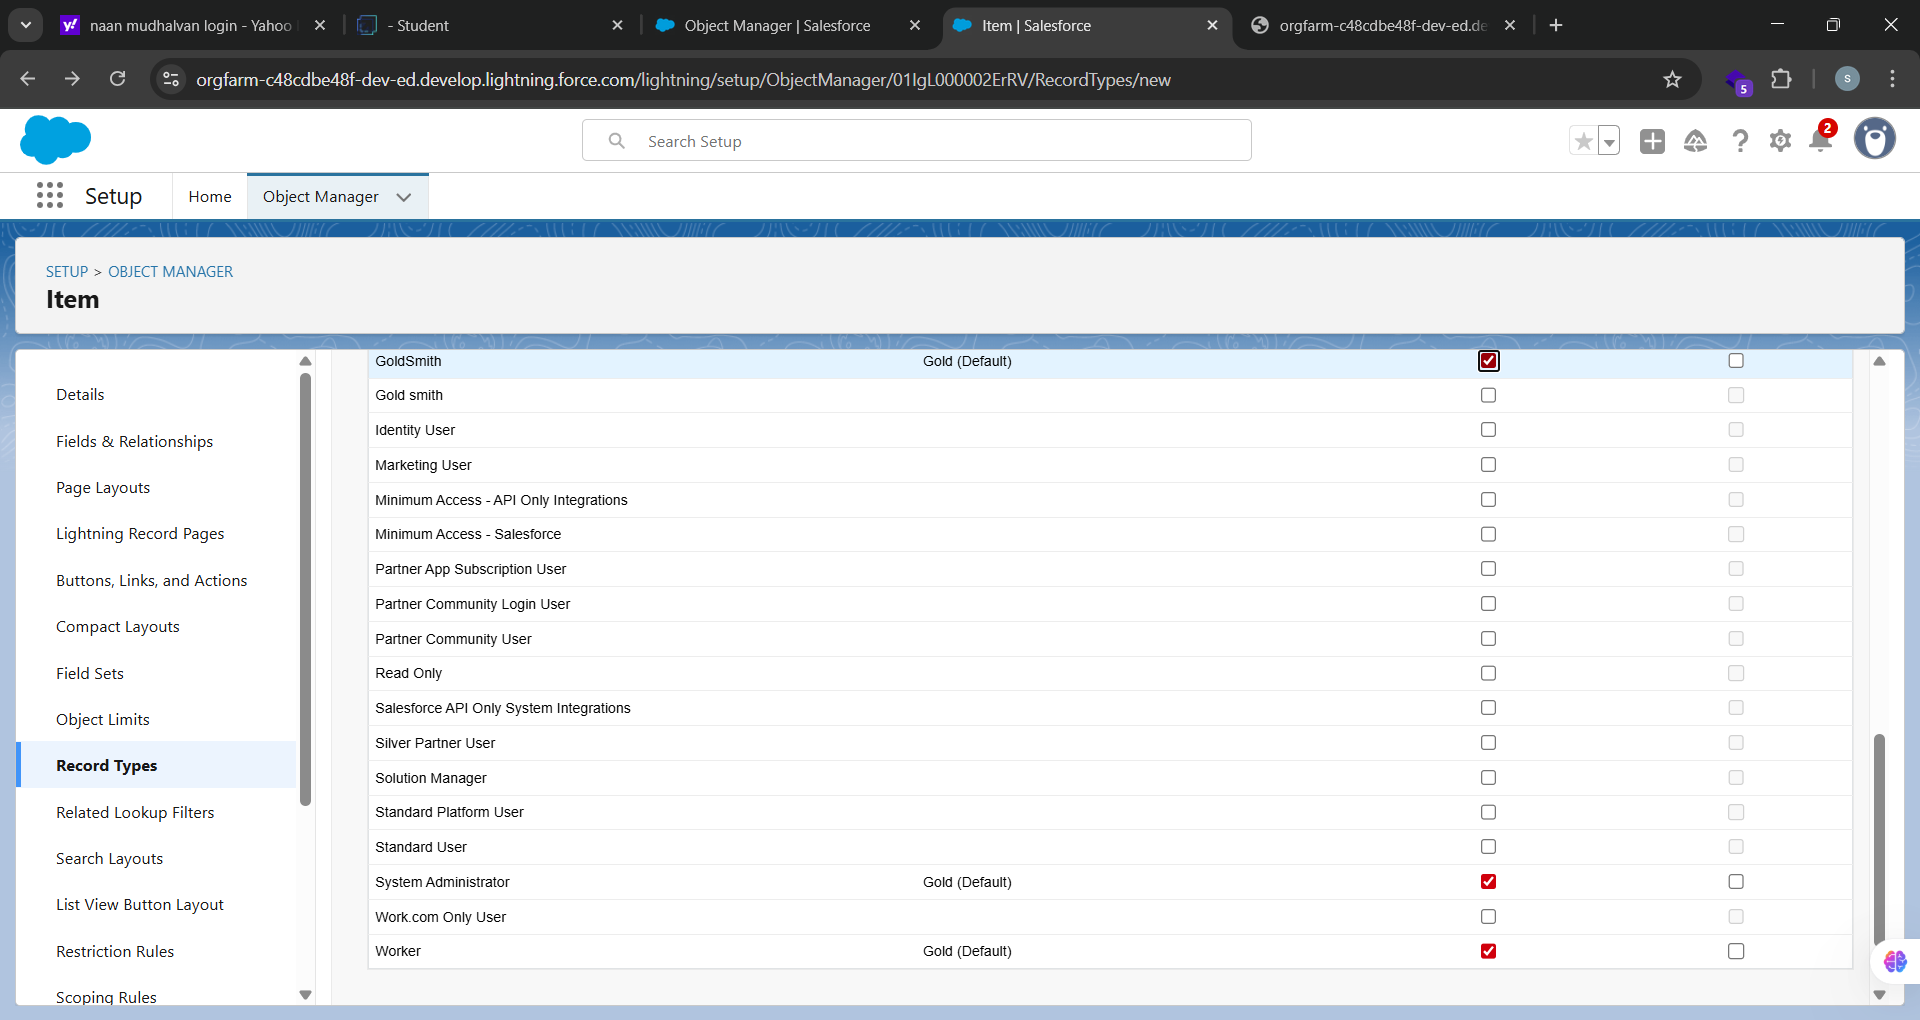 naan mudhalvan login - Yahoo
- Student
Object Manager | Salesforce
Item | Salesforce
orgfarm-c48cdbe48f-dev-ed.de
orgfarm-c48cdbe48f-dev-ed.develop.lightning.force.com/lightning/setup/ObjectManager/01IgL000002ErRV/RecordTypes/new
5
S
Search Setup
2
Setup
Home
Object Manager
SETUP > OBJECT MANAGER
Item
Details
Fields & Relationships
Page Layouts
Lightning Record Pages
Buttons, Links, and Actions
Compact Layouts
Field Sets
Object Limits
Record Types
Related Lookup Filters
Search Layouts
List View Button Layout
Restriction Rules
Scoping Rules
GoldSmith Gold (Default)
Gold smith
Identity User
Marketing User
Minimum Access - API Only Integrations
Minimum Access - Salesforce
Partner App Subscription User
Partner Community Login User
Partner Community User
Read Only
Salesforce API Only System Integrations
Silver Partner User
Solution Manager
Standard Platform User
Standard User
System Administrator Gold (Default)
Work.com Only User
Worker Gold (Default)